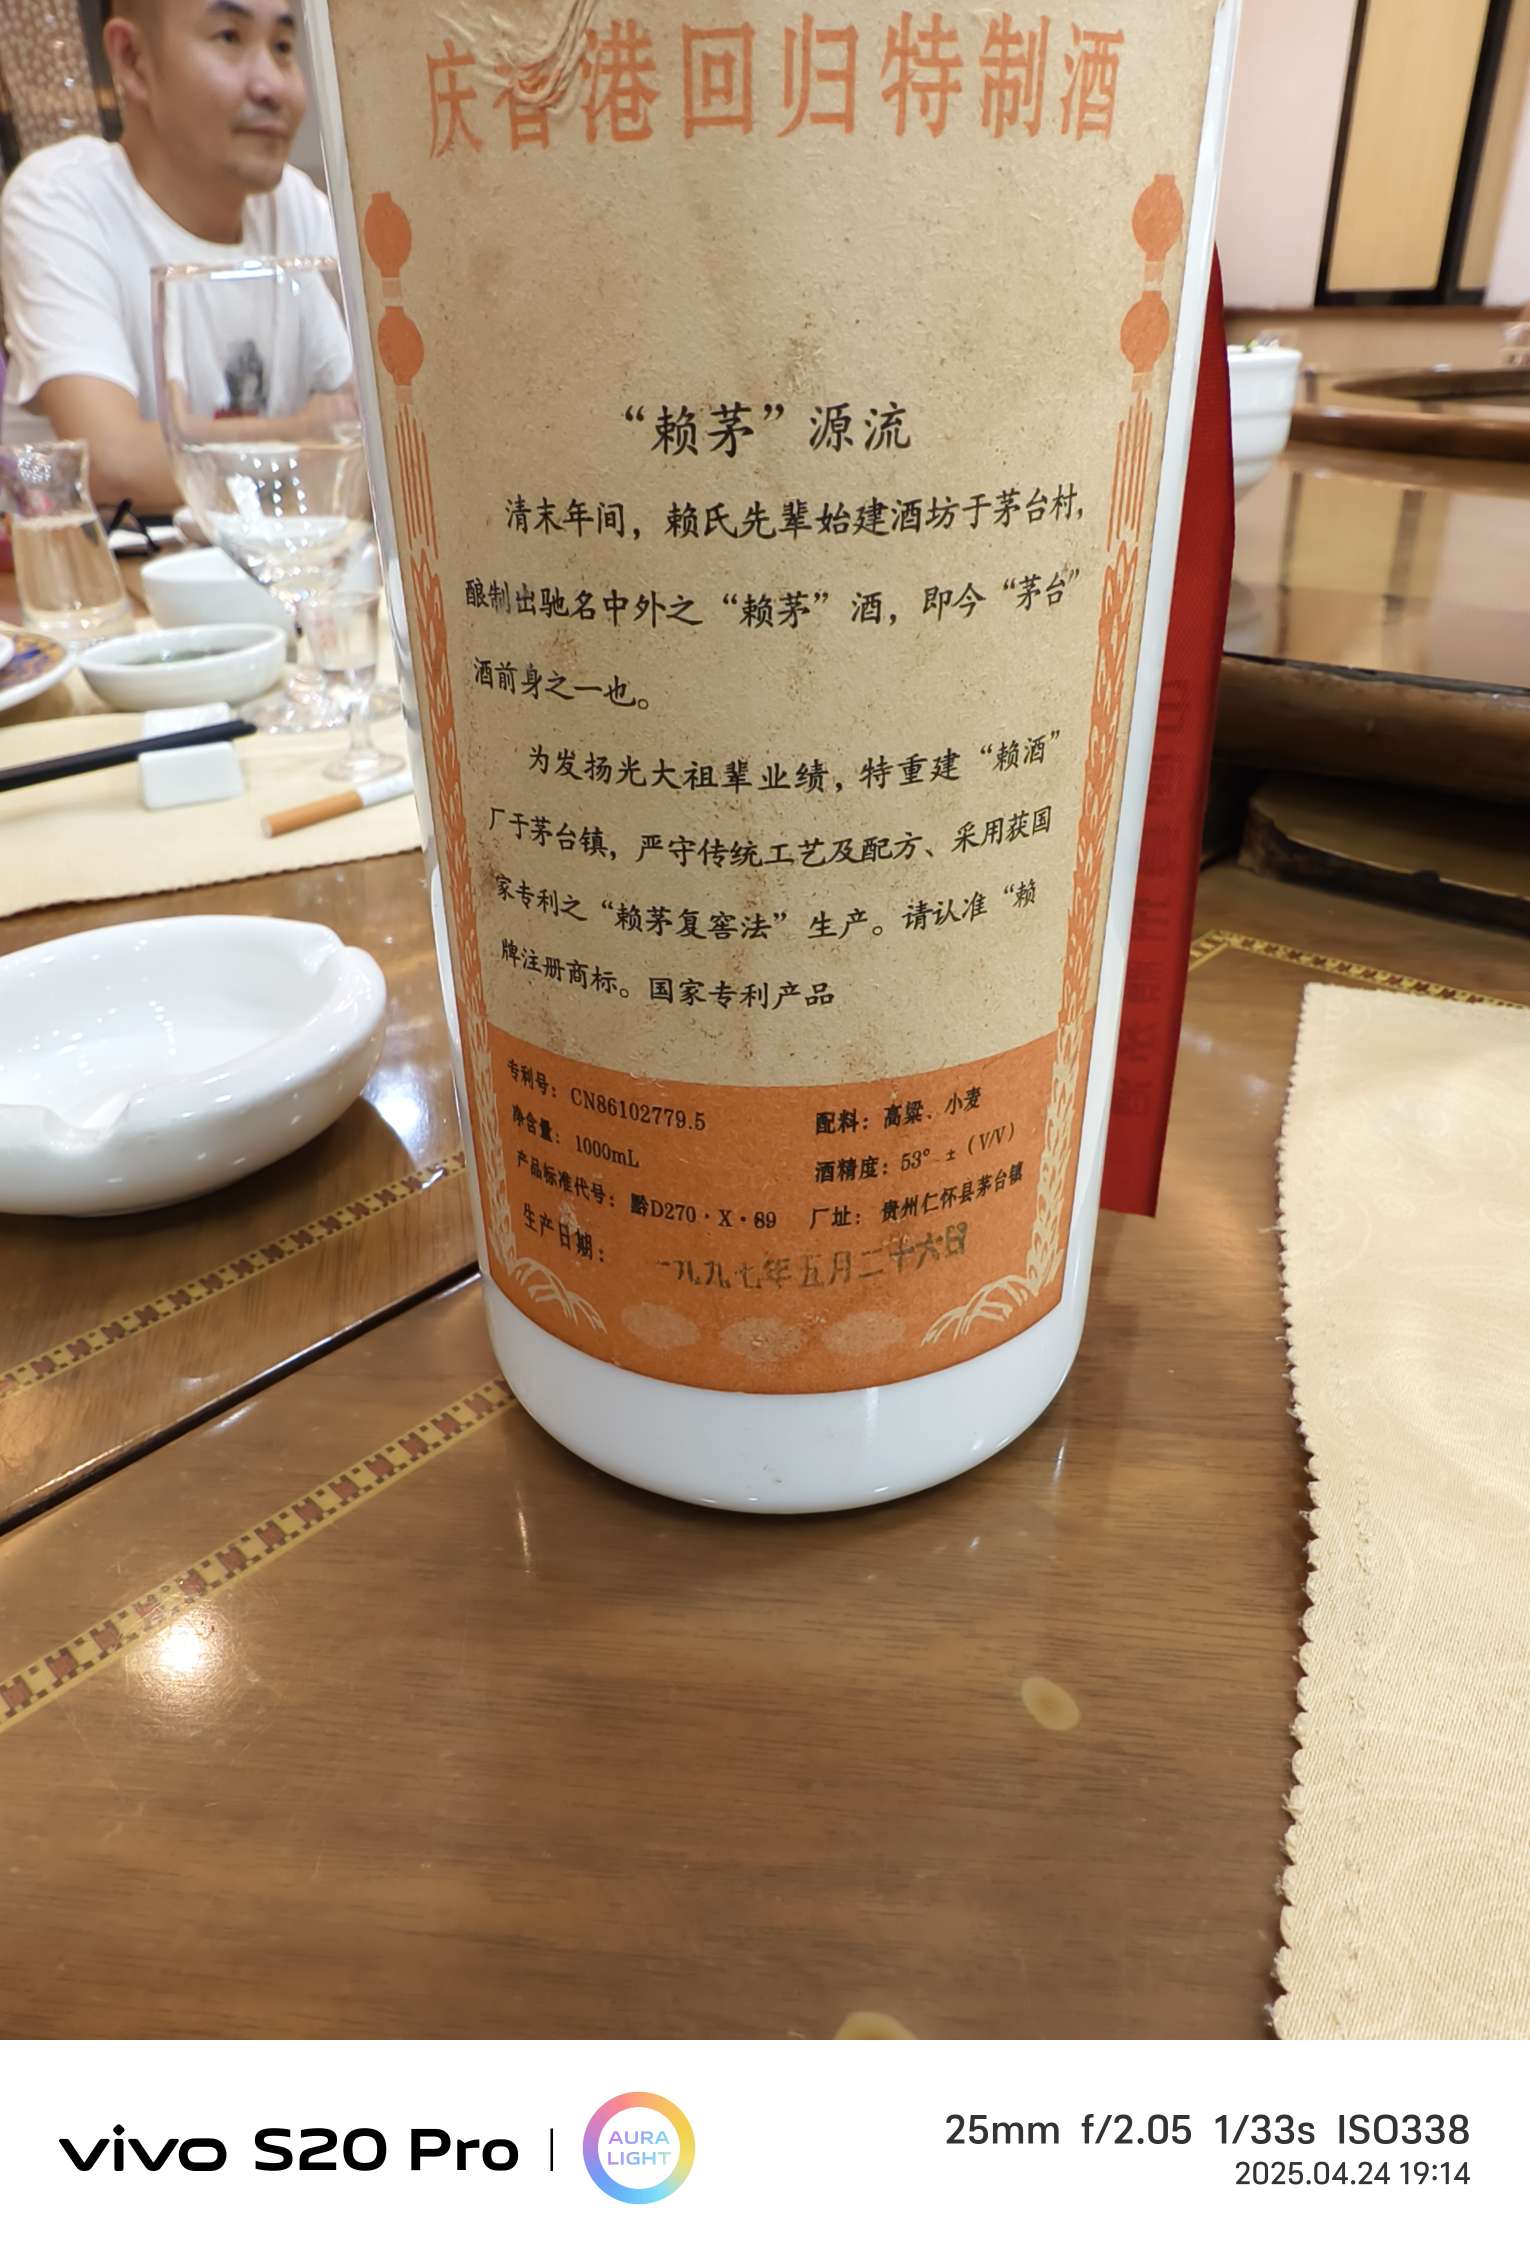 庆香港回归特制酒
“赖茅”源流
清末年间，赖氏先辈始建酒坊于茅台村，
酿制出驰名中外之“赖茅”酒，即今“茅台”
酒前身之一也。
为发扬光大祖辈业绩，特重建“赖酒”
厂于茅台镇，严守传统工艺及配方、采用获国
家专利之“赖茅复窖法”生产。请认准“赖
牌注册商标。国家专利产品
专利号：CN86102779.5
净含量：1000mL
产品标准代号：黔D270·X·89
生产日期：一九九七年五月二十六日
配料：高粱、小麦
酒精度：53° ±（V/V）
厂址：贵州仁怀县茅台镇
vivo S20 Pro
AURA
LIGHT
25mm f/2.05 1/33s ISO338
2025.04.24 19:14